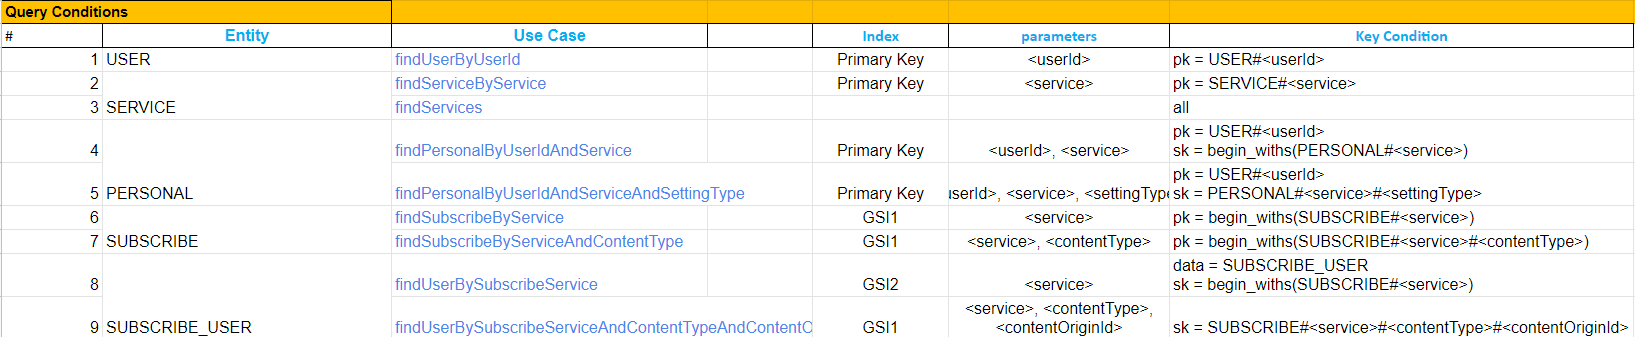 Query Conditions
# Entity Use Case Index parameters Key Condition
1 USER findUserByUserId Primary Key <userId> pk = USER#<userId>
2 findServiceByService Primary Key <service> pk = SERVICE#<service>
3 SERVICE findServices all
pk = USER#<userId>
4 findPersonalByUserIdAndService Primary Key <userId>, <service> sk = begin_withs(PERSONAL#<service>)
pk = USER#<userId>
5 PERSONAL findPersonalByUserIdAndServiceAndSettingType Primary Key userId>, <service>, <settingType sk = PERSONAL#<service>#<settingType>
6 findSubscribeByService GSI1 <service> pk = begin_withs(SUBSCRIBE#<service>)
7 SUBSCRIBE findSubscribeByServiceAndContentType GSI1 <service>, <contentType> pk = begin_withs(SUBSCRIBE#<service>#<contentType>)
data = SUBSCRIBE_USER
8 findUserBySubscribeService GSI2 <service> sk = begin_withs(SUBSCRIBE#<service>)
<service>, <contentType>,
9 SUBSCRIBE_USER findUserBySubscribeServiceAndContentTypeAndContentO GSI1 <contentOriginId> sk = SUBSCRIBE#<service>#<contentType>#<contentOriginId>